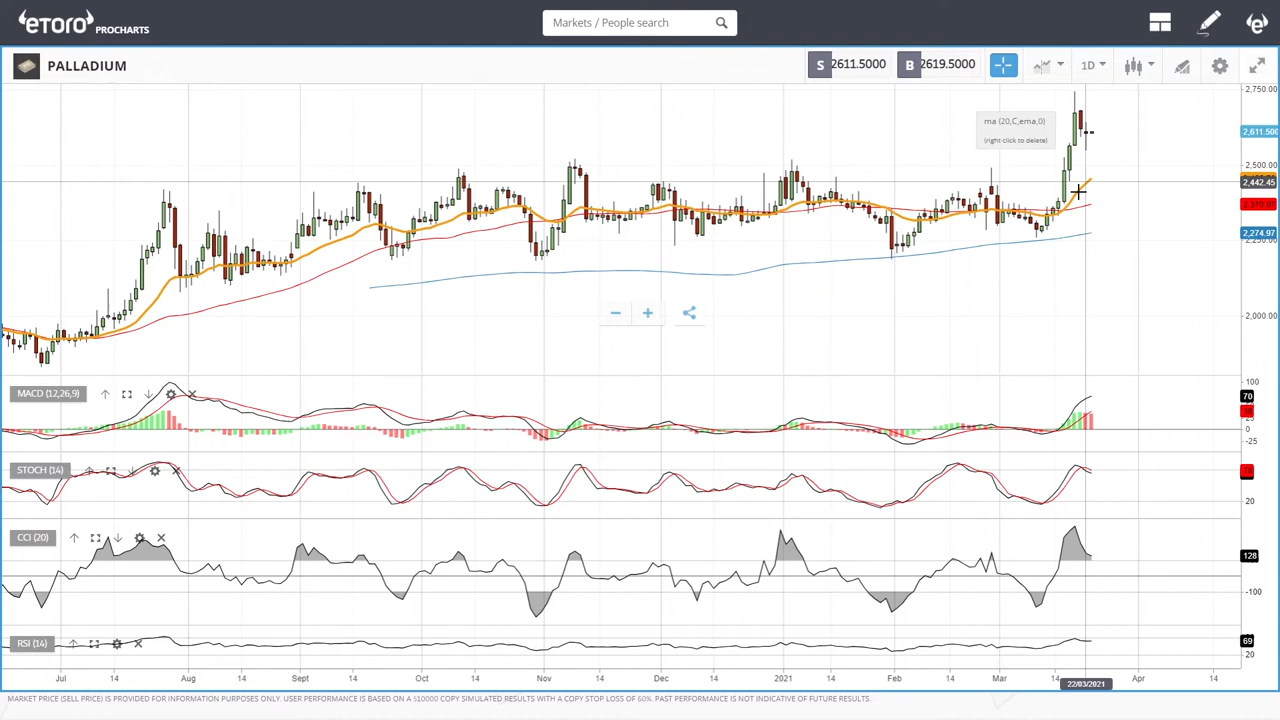 eTORO PROCHARTS
Markets / People search
PALLADIUM
S 2611.5000 B 2619.5000
1D
2,750.00
ma (20,C,ema,0)
(right-click to delete)
2,611.500
2,500.00
2,442.45
2,274.97
2,000.00
MACD (12,26,9)
100
70
25
0
-25
STOCH (14)
20
CCI (20)
128
-100
RSI (14)
69
20
Jul 14 Aug 14 Sept 14 Oct 14 Nov 14 Dec 14 2021 14 Feb 14 Mar 14 Apr 14
22/03/2021
MARKET PRICE (SELL PRICE) IS PROVIDED FOR INFORMATION PURPOSES ONLY. USER PERFORMANCE IS BASED ON A $10000 COPY SIMULATED RESULTS WITH A COPY STOP LOSS OF 60%. PAST PERFORMANCE IS NOT INDICATIVE OF FUTURE RESULTS.